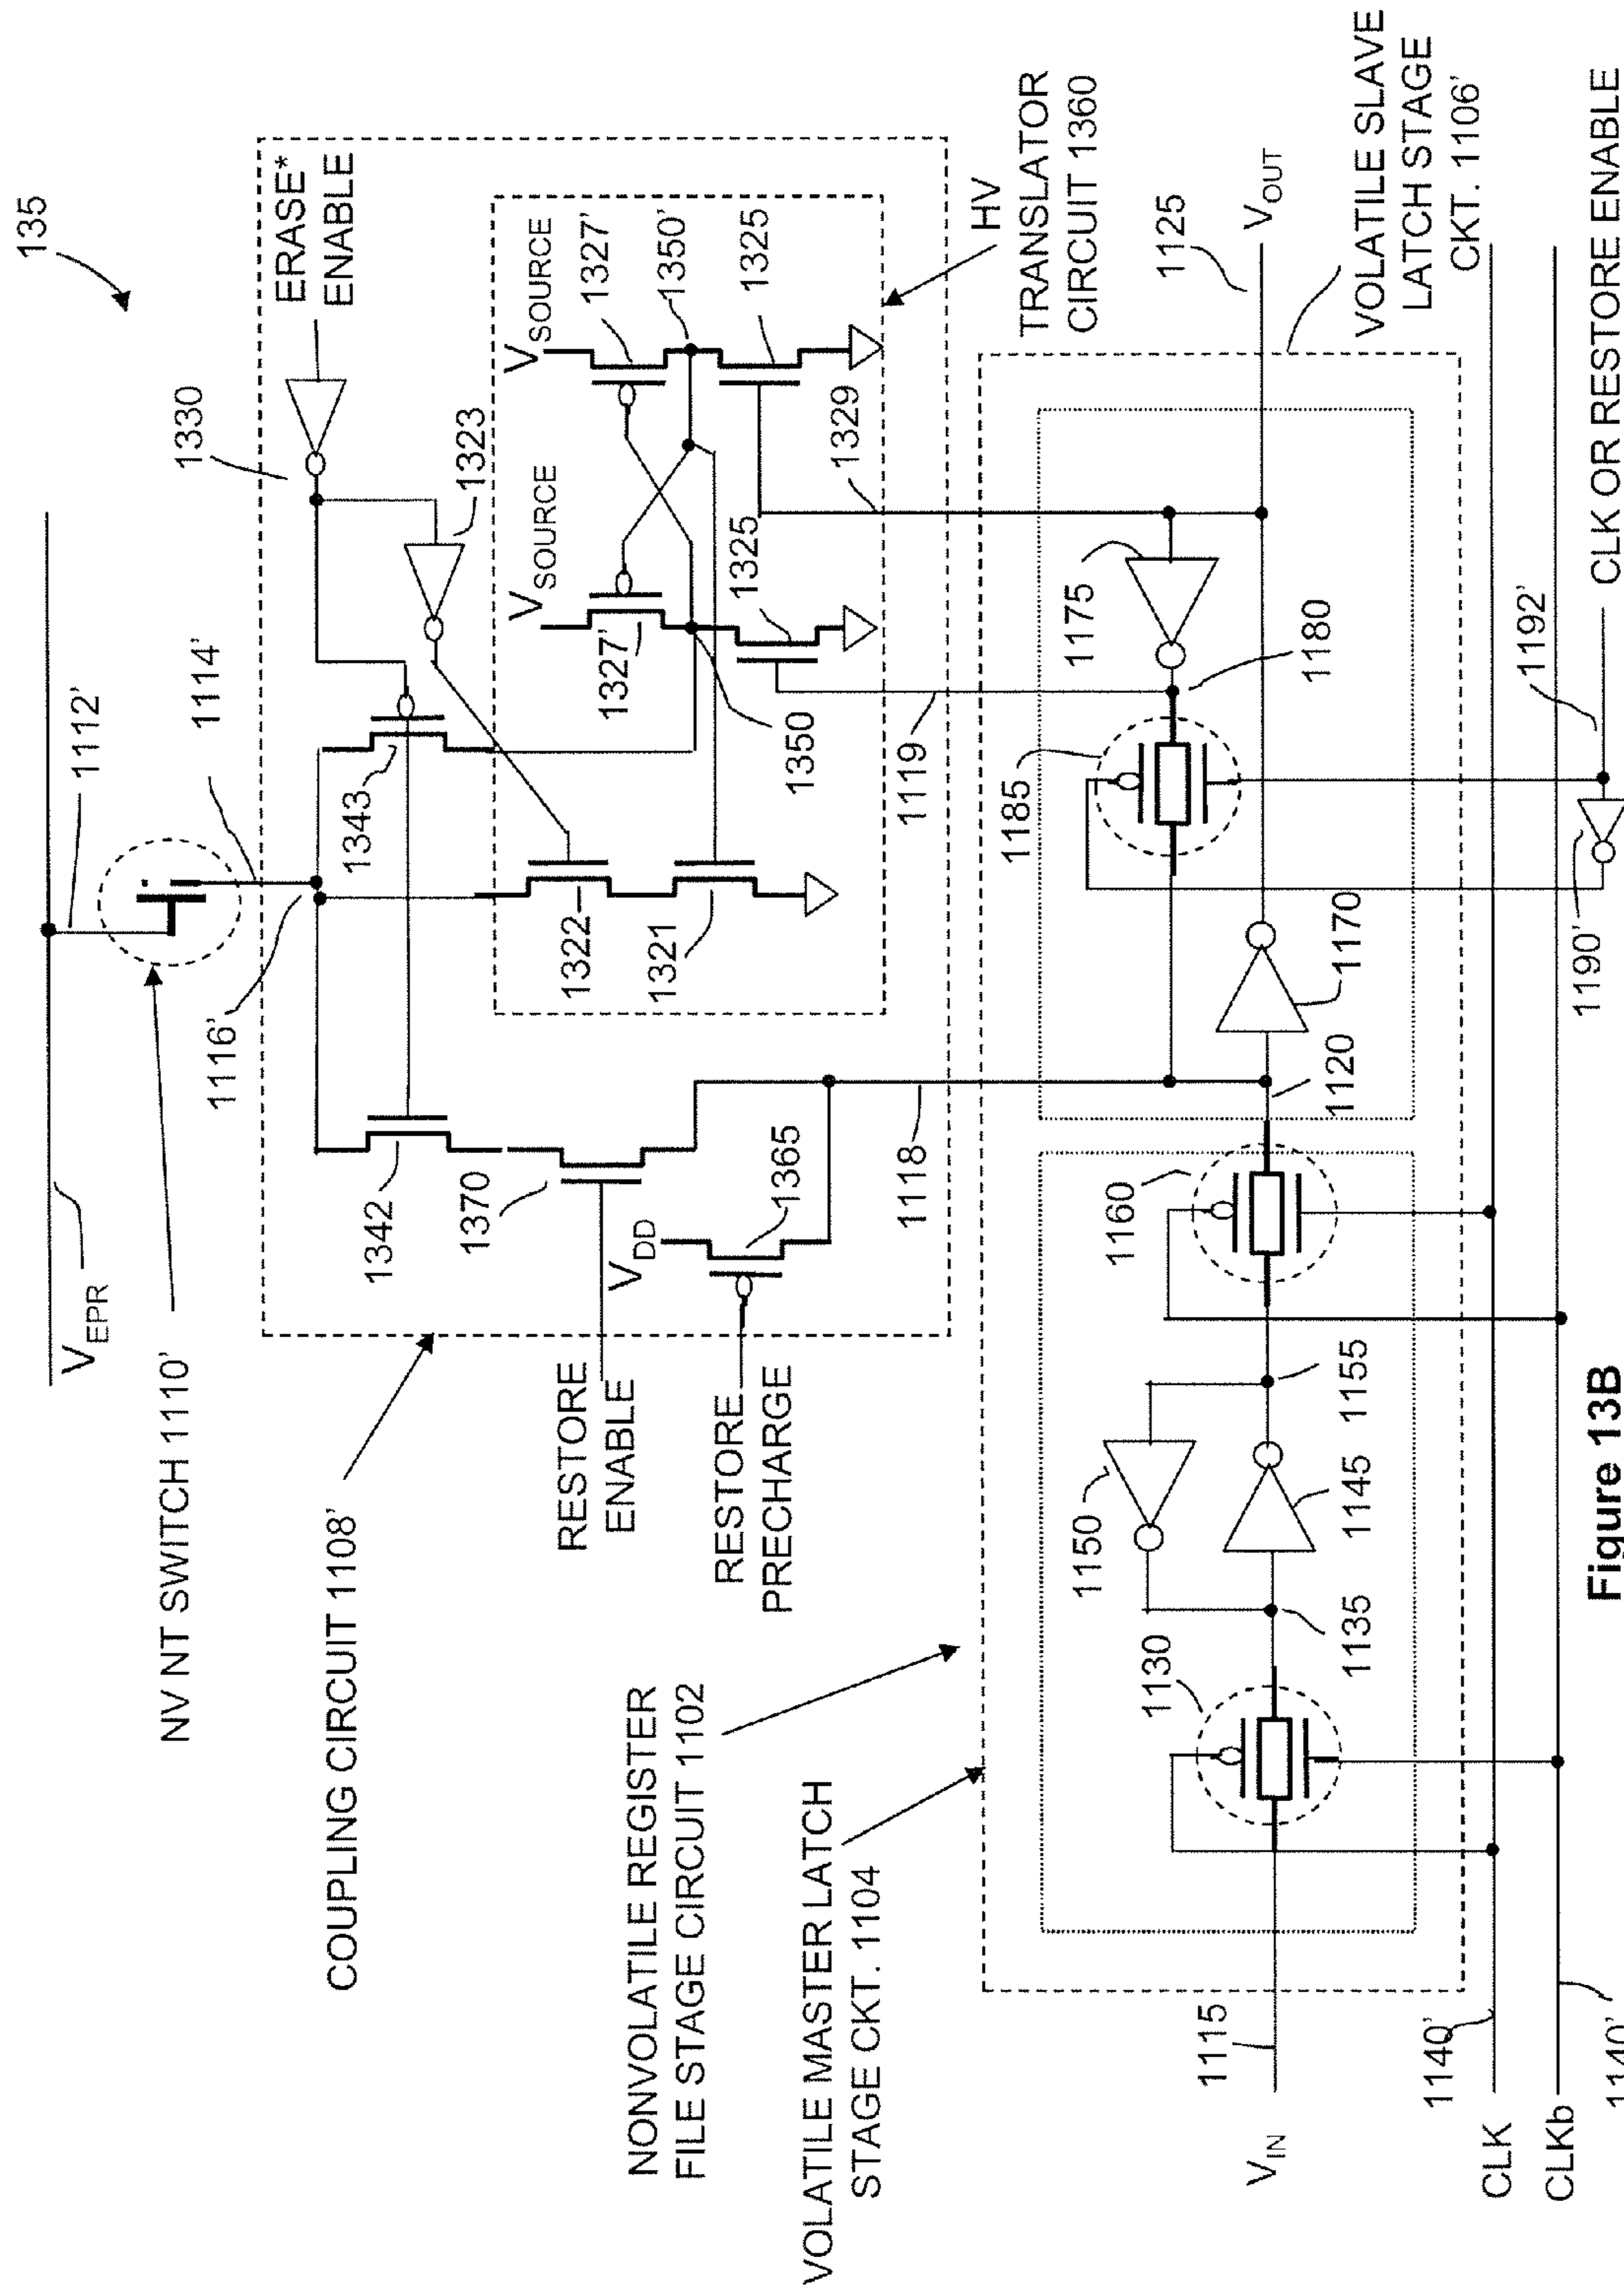 135
V_EPR
1112'
NV NT SWITCH 1110'
1114'
1116'
1330
ERASE*
ENABLE
COUPLING CIRCUIT 1108'
1342
1343
1323
1370
1322
1321
V_SOURCE
V_SOURCE
1327'
1327'
1350'
1350
1325
1325
RESTORE
ENABLE
V_DD
1365
RESTORE
PRECHARGE
1118
1119
1329
HV
TRANSLATOR
CIRCUIT 1360
NONVOLATILE REGISTER
FILE STAGE CIRCUIT 1102
VOLATILE MASTER LATCH
STAGE CKT. 1104
VOLATILE SLAVE
LATCH STAGE
CKT. 1106'
1130
1150
1160
1185
1175
1180
1135
1145
1155
1120
1170
1115
V_IN
1125
V_OUT
1140'
CLK
CLKb
1140'
1190'
1192'
CLK OR RESTORE ENABLE
Figure 13B